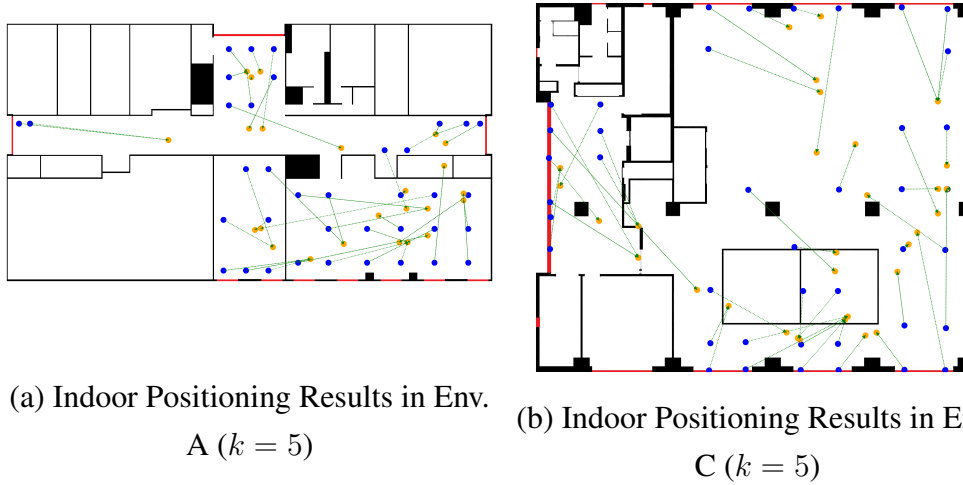 (a) Indoor Positioning Results in Env.
A (k = 5)
(b) Indoor Positioning Results in E
C (k = 5)